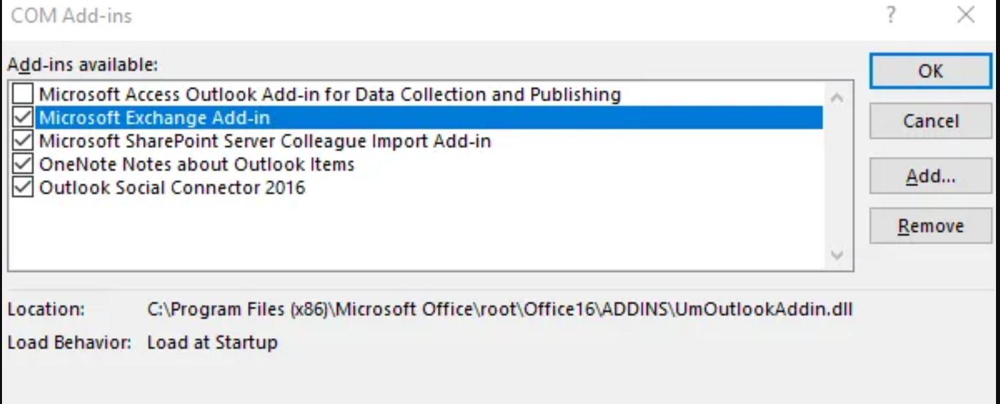 COM Add-ins
?
Add-ins available:
Microsoft Access Outlook Add-in for Data Collection and Publishing
Microsoft Exchange Add-in
Microsoft SharePoint Server Colleague Import Add-in
OneNote Notes about Outlook Items
Outlook Social Connector 2016
OK
Cancel
Add...
Remove
Location: C:\Program Files (x86)\Microsoft Office\root\Office16\ADDINS\UmOutlookAddin.dll
Load Behavior: Load at Startup